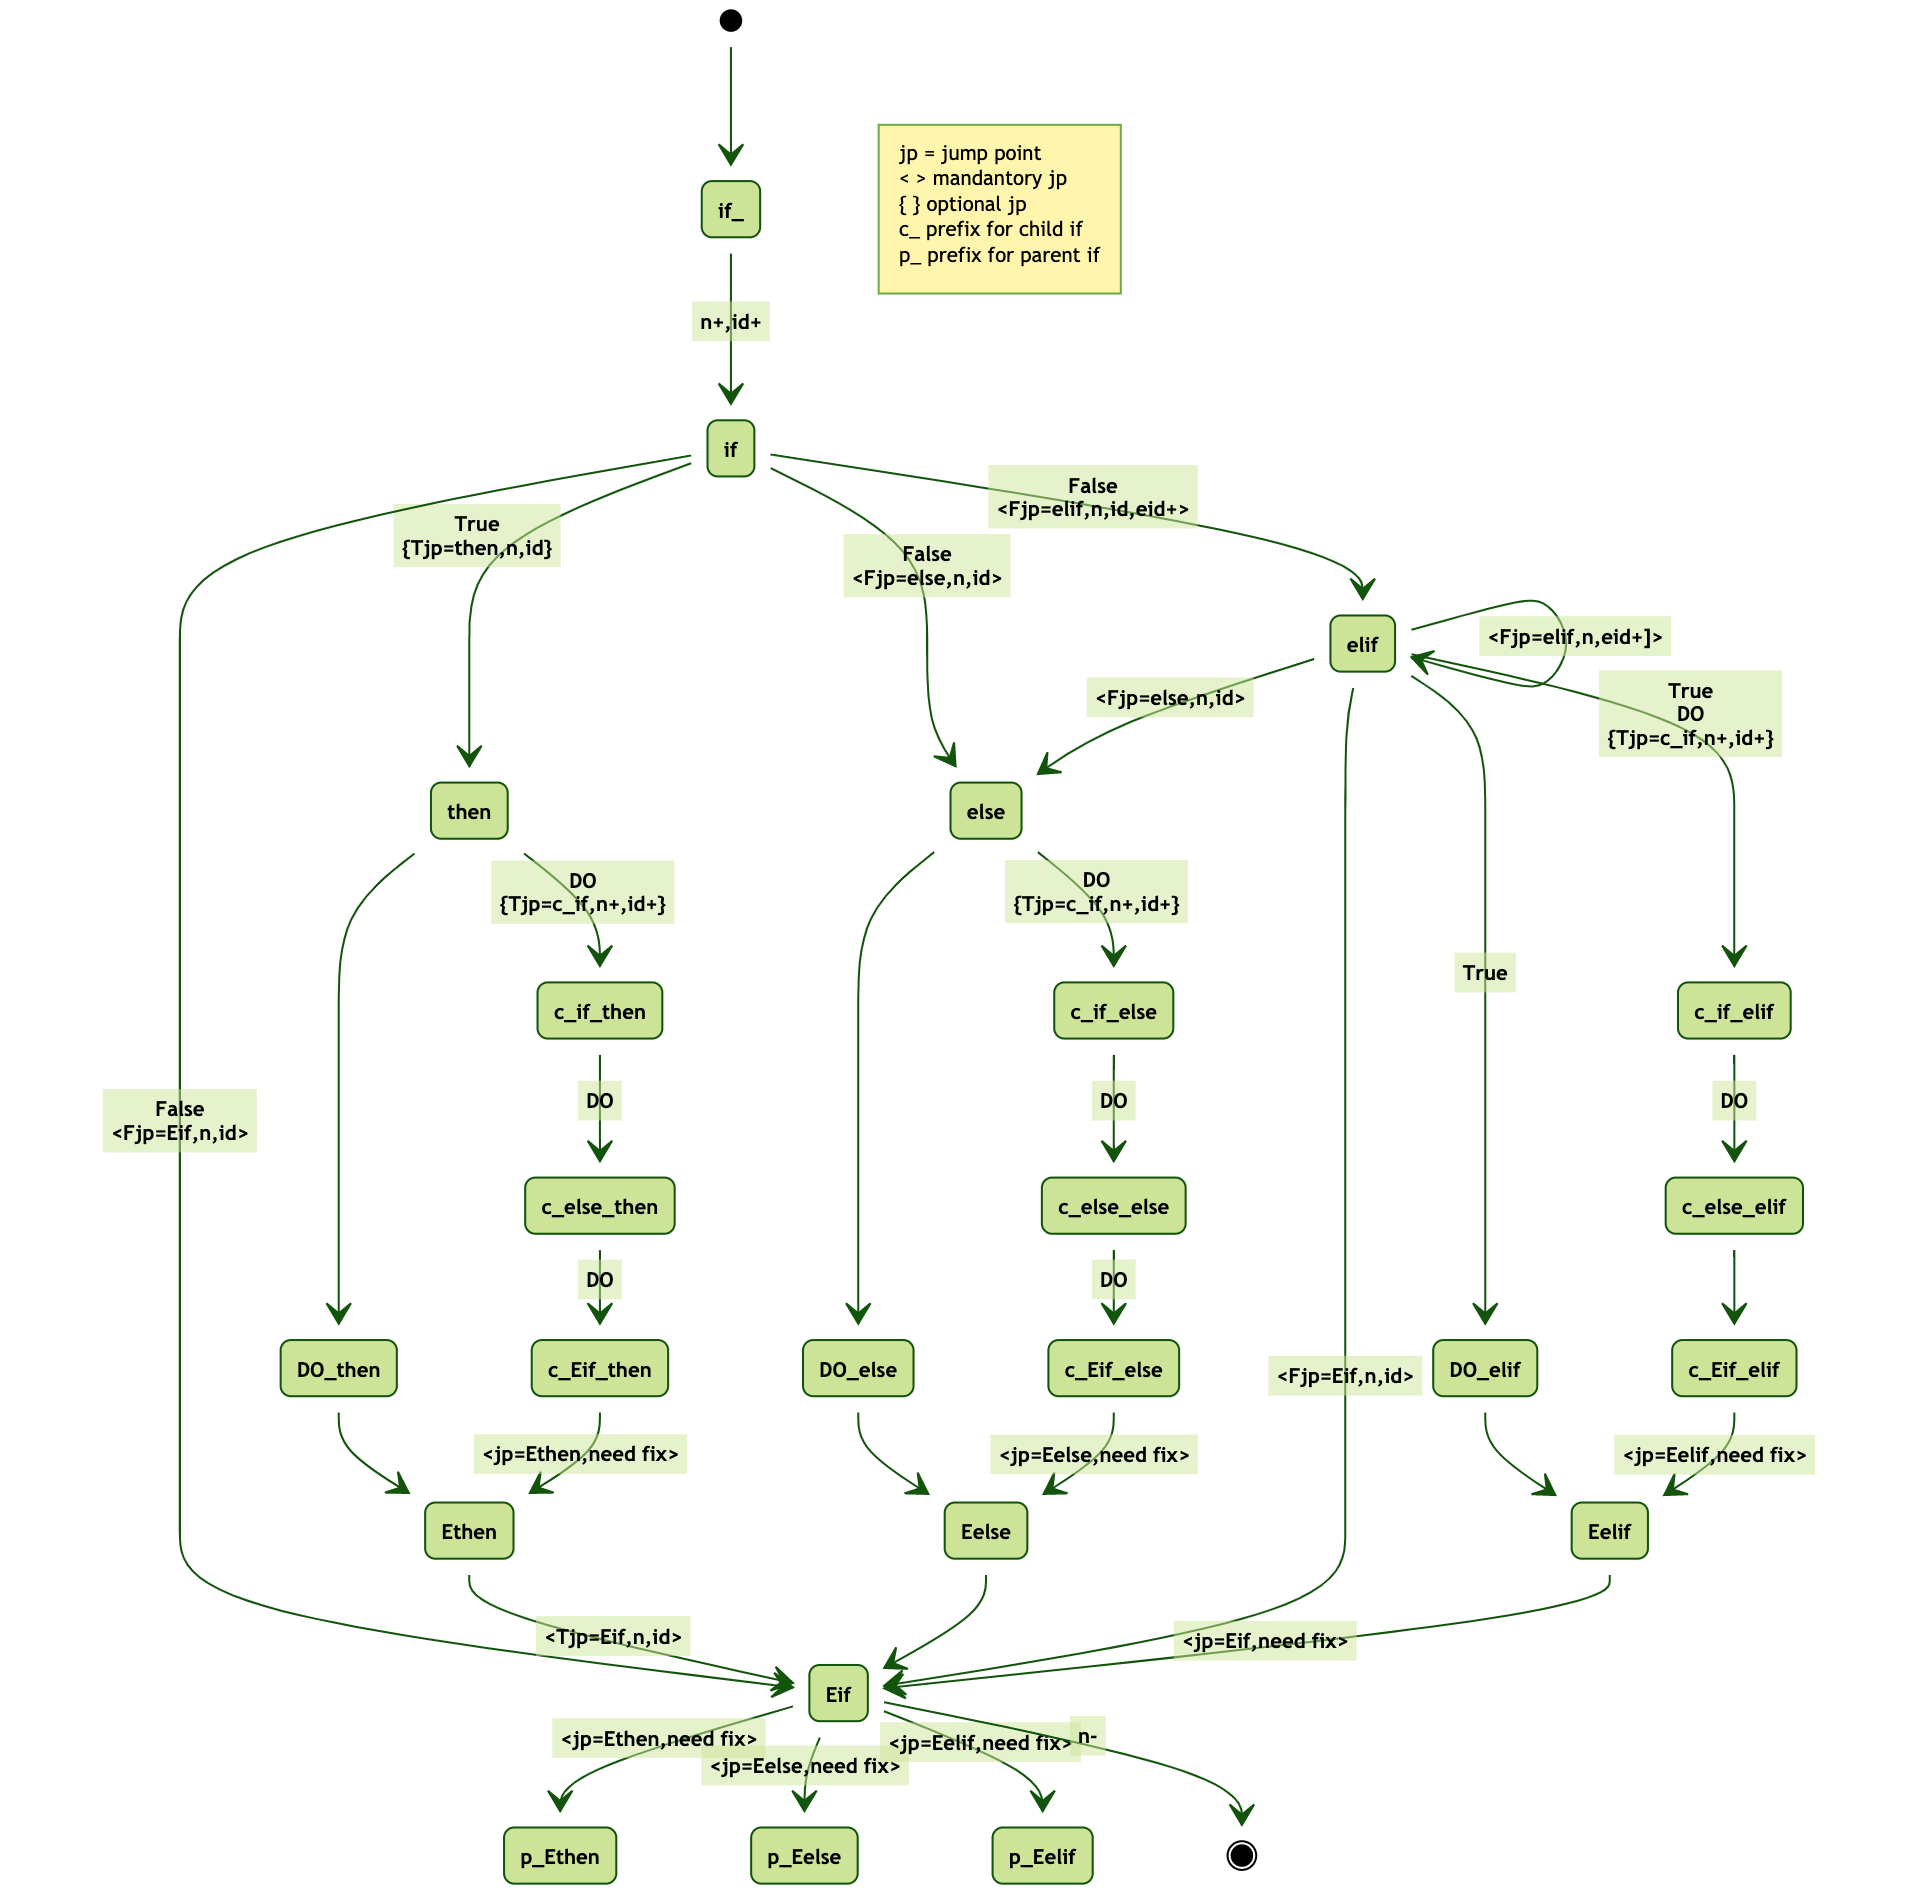 jp = jump point
< > mandantory jp
{ } optional jp
c_ prefix for child if
p_ prefix for parent if
if_
n+,id+
if
False
<Fjp=elif,n,id,eid+>
True
{Tjp=then,n,id}
False
<Fjp=else,n,id>
elif
<Fjp=elif,n,eid+]>
<Fjp=else,n,id>
True
DO
{Tjp=c_if,n+,id+}
then
else
DO
{Tjp=c_if,n+,id+}
DO
{Tjp=c_if,n+,id+}
True
c_if_then
c_if_else
c_if_elif
False
<Fjp=Eif,n,id>
DO
DO
DO
c_else_then
c_else_else
c_else_elif
DO
DO
DO_then
c_Eif_then
DO_else
c_Eif_else
<Fjp=Eif,n,id>
DO_elif
c_Eif_elif
<jp=Ethen,need fix>
<jp=Eelse,need fix>
<jp=Eelif,need fix>
Ethen
Eelse
Eelif
<Tjp=Eif,n,id>
<jp=Eif,need fix>
Eif
<jp=Ethen,need fix>
<jp=Eelse,need fix>
<jp=Eelif,need fix>
n-
p_Ethen
p_Eelse
p_Eelif